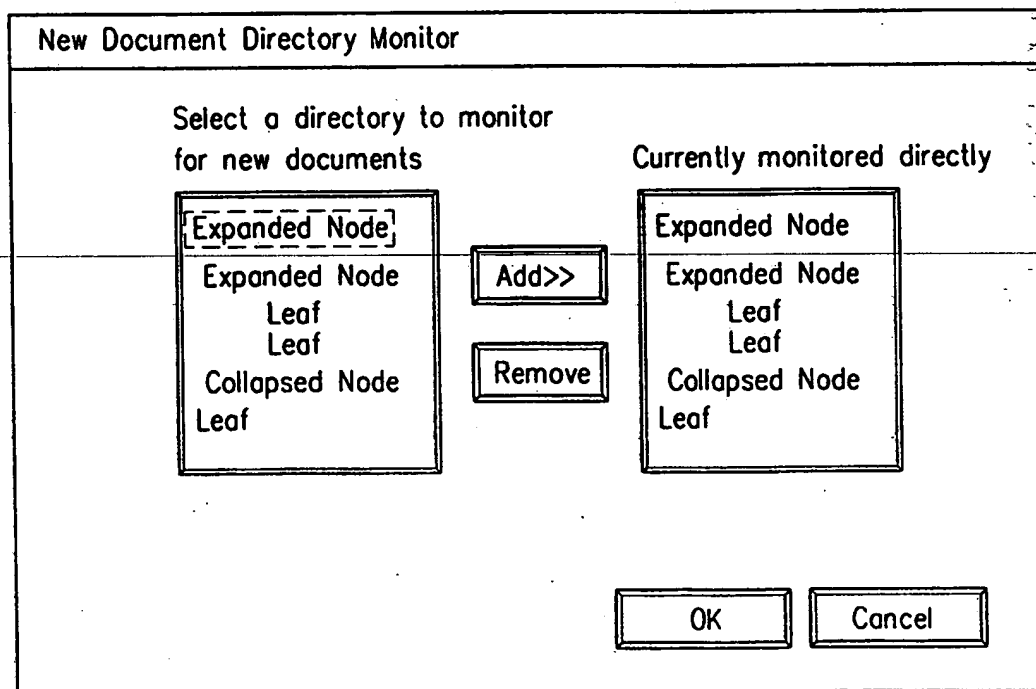 New Document Directory Monitor
Select a directory to monitor
for new documents
Expanded Node
Expanded Node
Leaf
Leaf
Collapsed Node
Leaf
Add>>
Remove
Currently monitored directly
Expanded Node
Expanded Node
Leaf
Leaf
Collapsed Node
Leaf
OK
Cancel